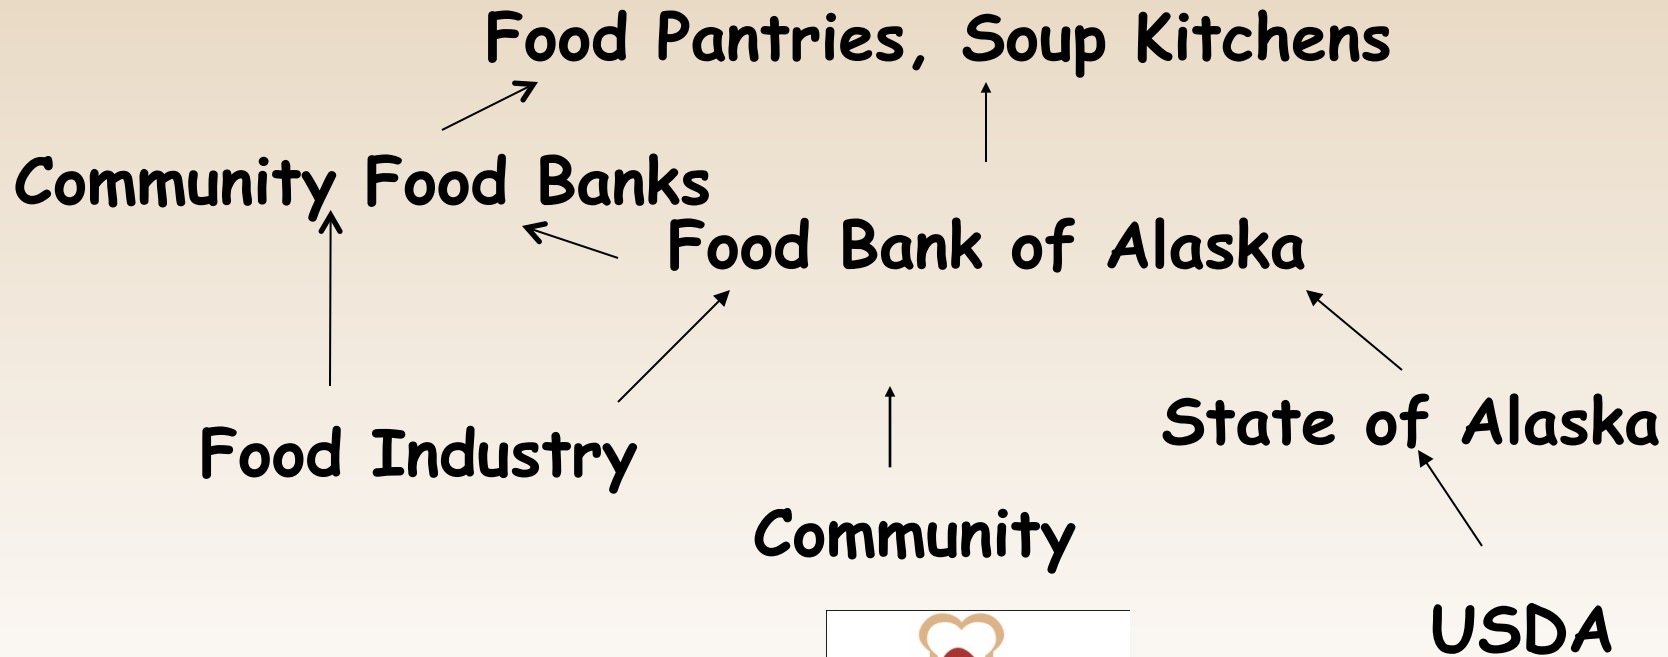 Food Pantries, Soup Kitchens
Community Food Banks
Food Bank of Alaska
State of Alaska
Food Industry
Community
USDA